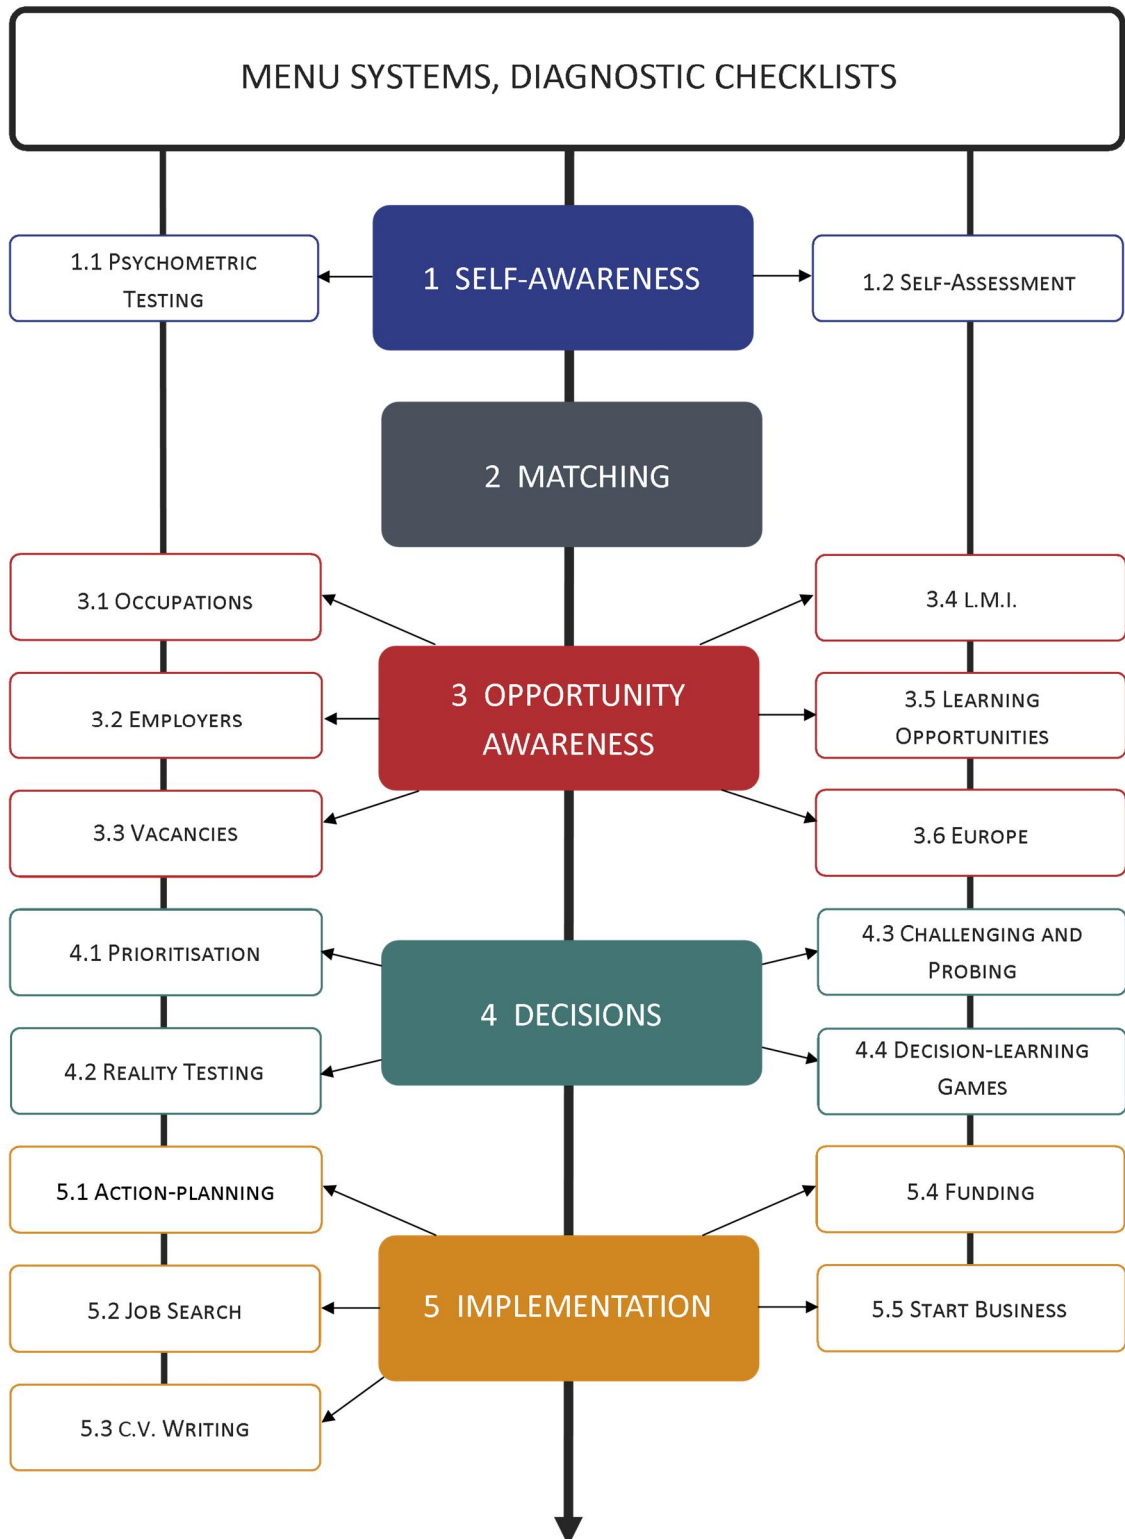 MENU SYSTEMS, DIAGNOSTIC CHECKLISTS
1 SELF-AWARENESS
1.1 PSYCHOMETRIC
TESTING
1.2 SELF-ASSESSMENT
2 MATCHING
3 OPPORTUNITY
AWARENESS
3.1 OCCUPATIONS
3.2 EMPLOYERS
3.3 VACANCIES
3.4 L.M.I.
3.5 LEARNING
OPPORTUNITIES
3.6 EUROPE
4 DECISIONS
4.1 PRIORITISATION
4.2 REALITY TESTING
4.3 CHALLENGING AND
PROBING
4.4 DECISION-LEARNING
GAMES
5 IMPLEMENTATION
5.1 ACTION-PLANNING
5.2 JOB SEARCH
5.3 C.V. WRITING
5.4 FUNDING
5.5 START BUSINESS